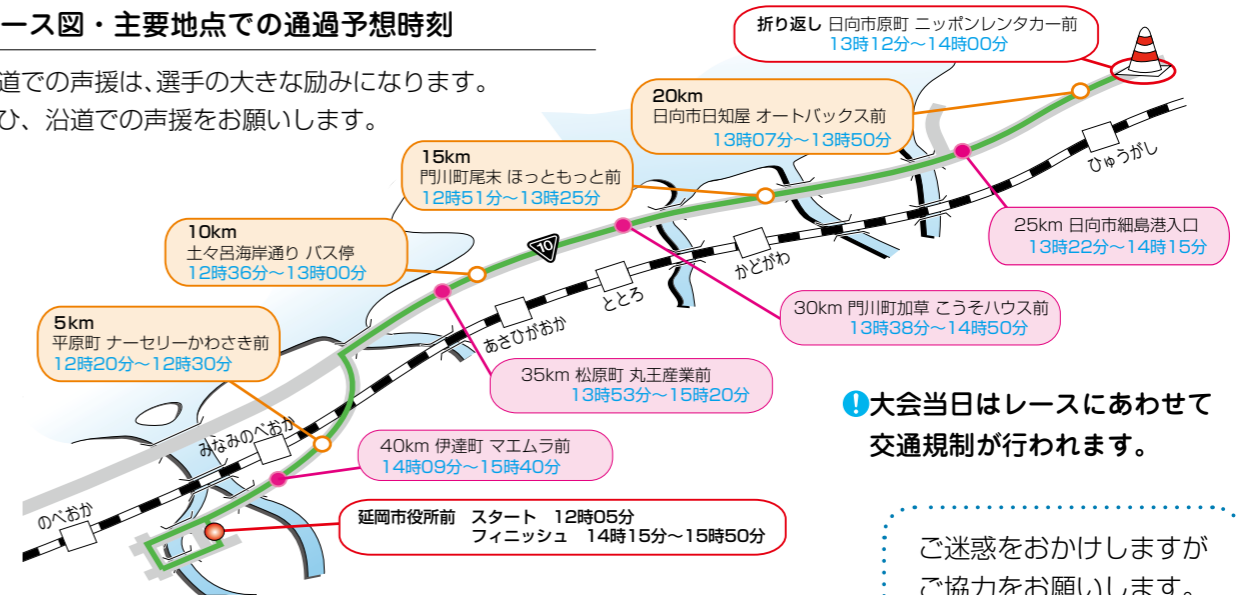 ース図・主要地点での通過予想時刻
道での声援は、選手の大きな励みになります。
ひ、沿道での声援をお願いします。
折り返し 日向市原町 ニッポンレンタカー前
13時12分〜14時00分
20km
日向市日知屋 オートバックス前
13時07分〜13時50分
15km
門川町尾末 ほっともっと前
12時51分〜13時25分
10km
土々呂海岸通り バス停
12時36分〜13時00分
5km
平原町 ナーセリーかわさき前
12時20分〜12時30分
10
ひゅうがし
かどがわ
ととろ
あさひがおか
みなみのべおか
のべおか
25km 日向市細島港入口
13時22分〜14時15分
30km 門川町加草 こうそハウス前
13時38分〜14時50分
35km 松原町 丸王産業前
13時53分〜15時20分
40km 伊達町 マエムラ前
14時09分〜15時40分
延岡市役所前 スタート 12時05分
フィニッシュ 14時15分〜15時50分
!大会当日はレースにあわせて
交通規制が行われます。
ご迷惑をおかけしますが
ご協力をお願いします。